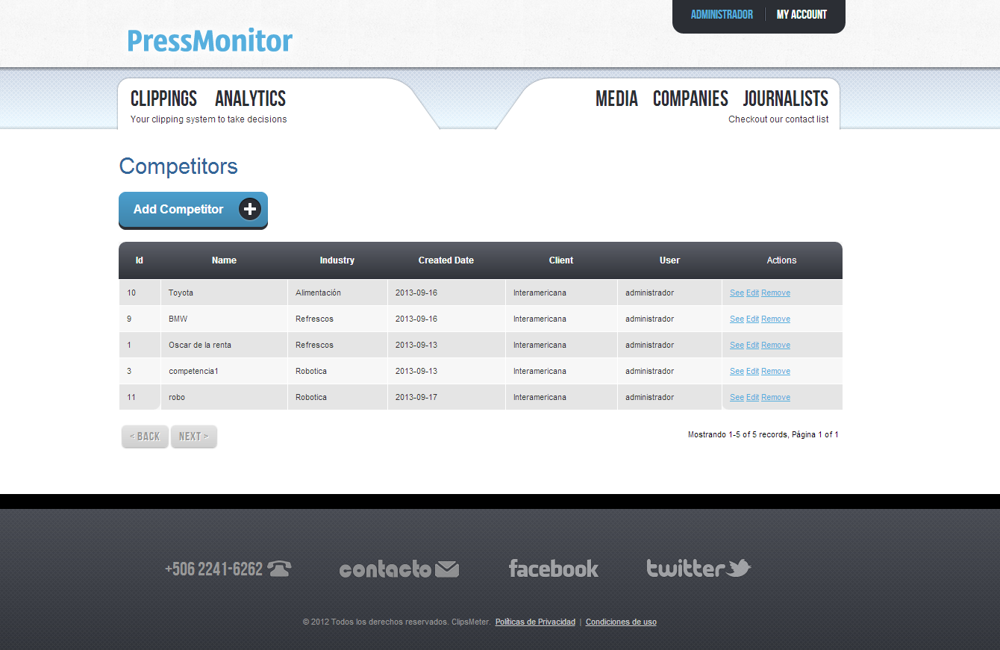 ADMINISTRADOR MY ACCOUNT
PressMonitor
CLIPPINGS ANALYTICS
Your clipping system to take decisions
MEDIA COMPANIES JOURNALISTS
Checkout our contact list
Competitors
Add Competitor
Id Name Industry Created Date Client User Actions
10 Toyota Alimentación 2013-09-16 Interamericana administrador See Edit Remove
9 BMW Refrescos 2013-09-16 Interamericana administrador See Edit Remove
1 Oscar de la renta Refrescos 2013-09-13 Interamericana administrador See Edit Remove
3 competencia1 Robotica 2013-09-13 Interamericana administrador See Edit Remove
11 robo Robotica 2013-09-17 Interamericana administrador See Edit Remove
< BACK NEXT > Mostrando 1-5 of 5 records, Página 1 of 1
+506 2241-6262 contacto facebook twitter
© 2012 Todos los derechos reservados. ClipsMeter. Políticas de Privacidad | Condiciones de uso